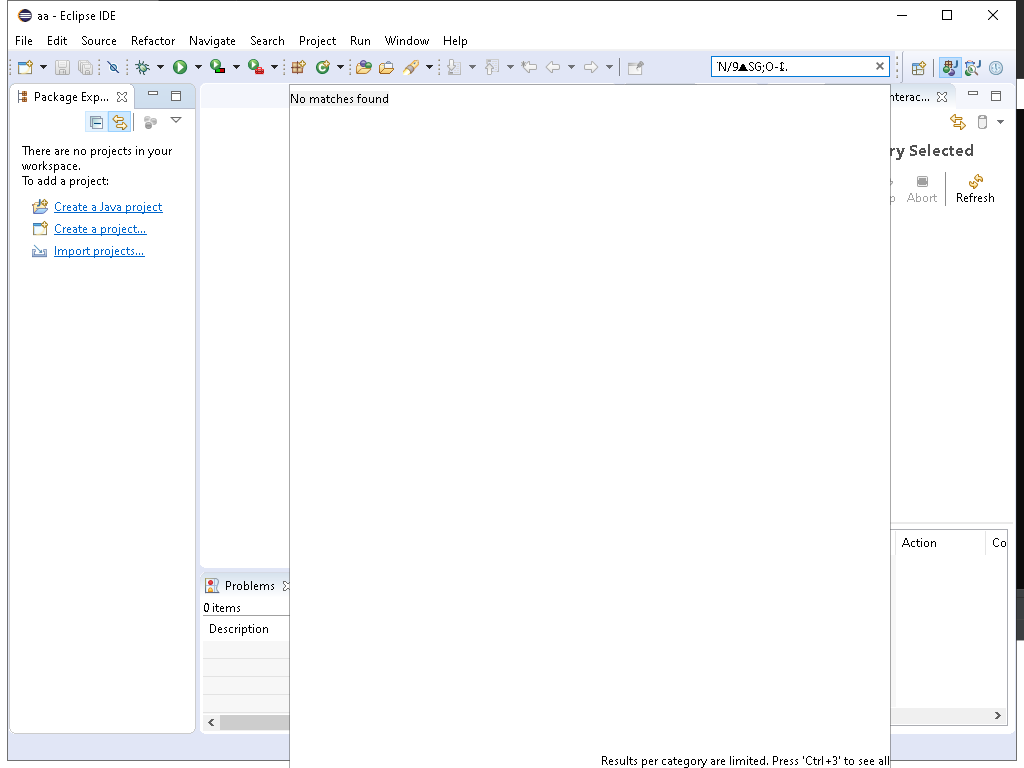 aa - Eclipse IDE
File Edit Source Refactor Navigate Search Project Run Window Help
Package Exp...
There are no projects in your
workspace.
To add a project:
Create a Java project
Create a project...
Import projects...
No matches found
nterac...
ry Selected
p Abort Refresh
Action Co
Problems
0 items
Description
Results per category are limited. Press 'Ctrl+3' to see all